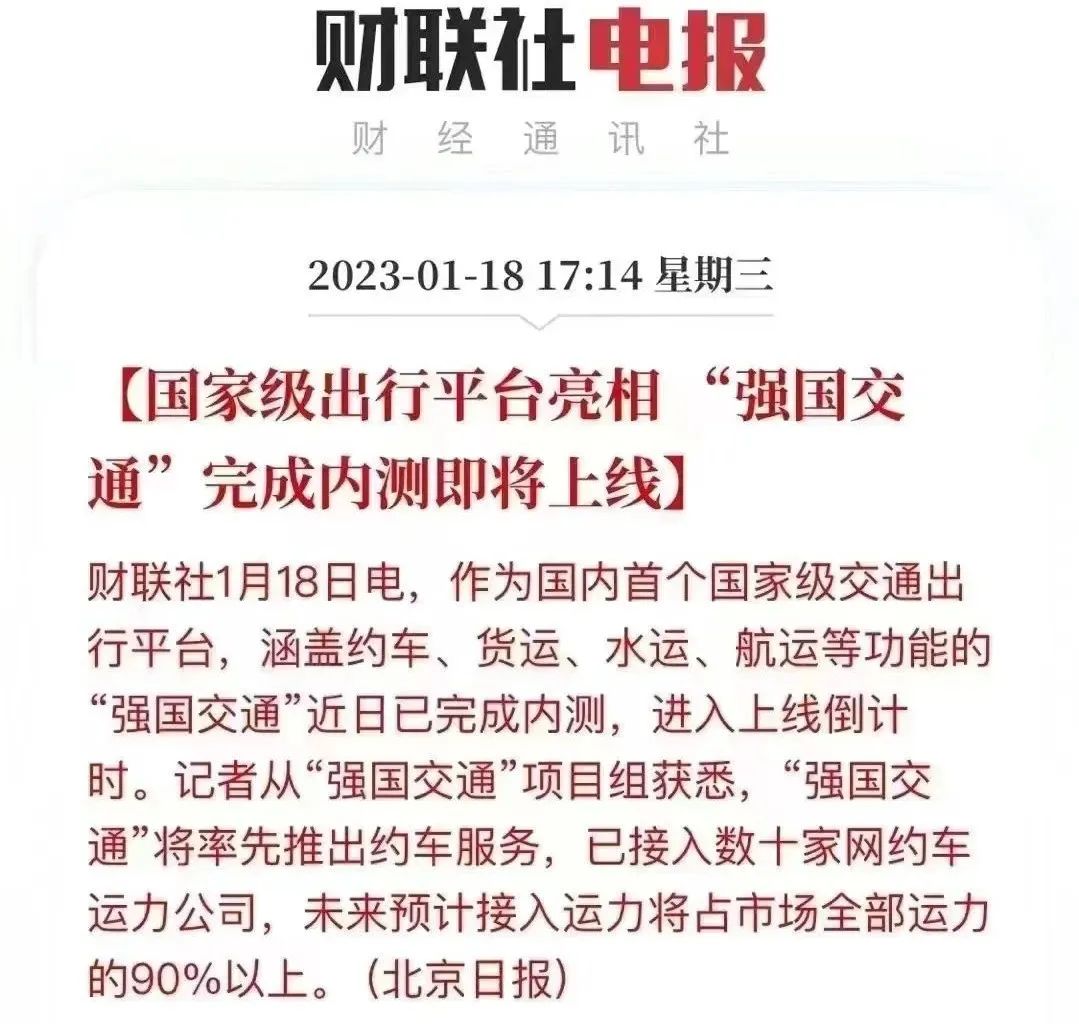 财联社电报
财经通讯社
2023-01-18 17:14 星期三
【国家级出行平台亮相 “强国交
通”完成内测即将上线】
财联社1月18日电，作为国内首个国家级交通出
行平台，涵盖约车、货运、水运、航运等功能的
“强国交通”近日已完成内测，进入上线倒计
时。记者从“强国交通”项目组获悉，“强国交
通”将率先推出约车服务，已接入数十家网约车
运力公司，未来预计接入运力将占市场全部运力
的90%以上。（北京日报）